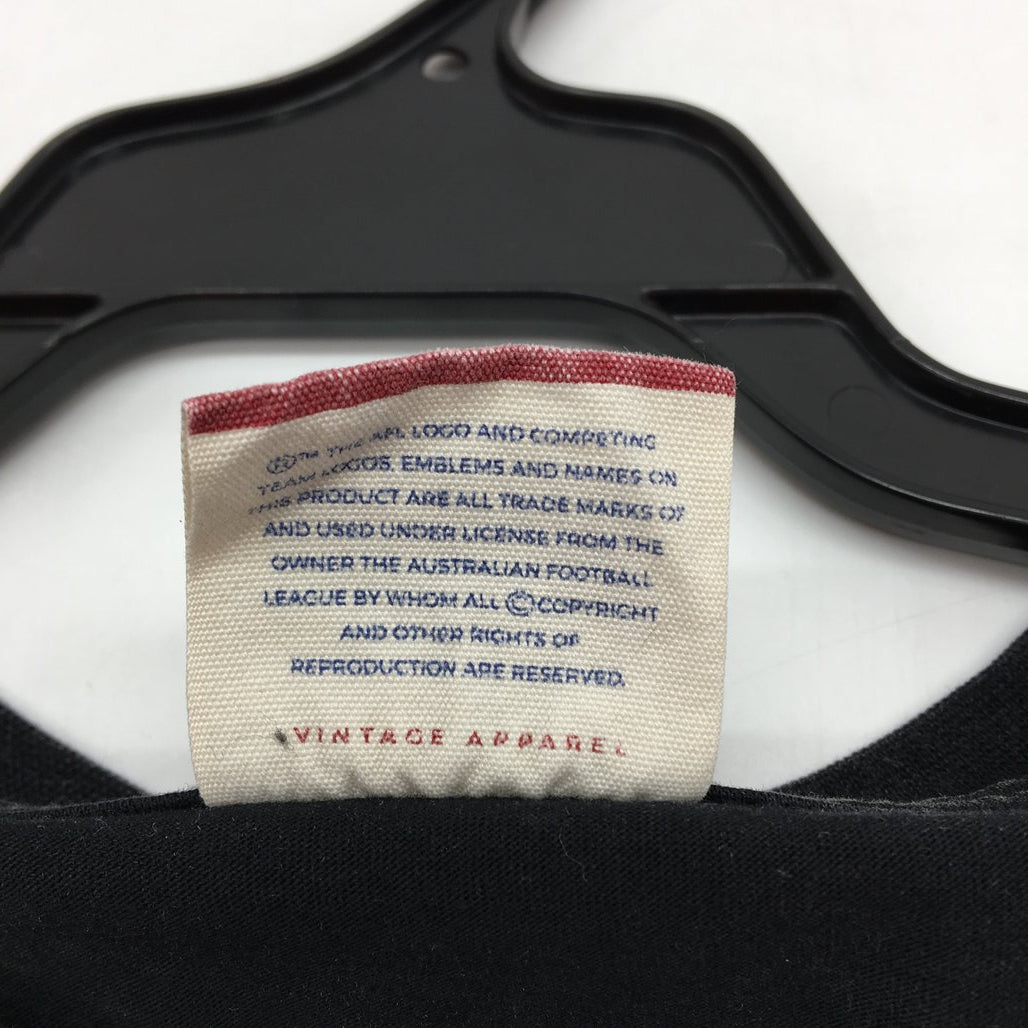 ®™ THE AFL LOGO AND COMPETING
TEAM LOGOS, EMBLEMS AND NAMES ON
THIS PRODUCT ARE ALL TRADE MARKS OF
AND USED UNDER LICENSE FROM THE
OWNER THE AUSTRALIAN FOOTBALL
LEAGUE BY WHOM ALL ©COPYRIGHT
AND OTHER RIGHTS OF
REPRODUCTION ARE RESERVED.
VINTAGE APPAREL